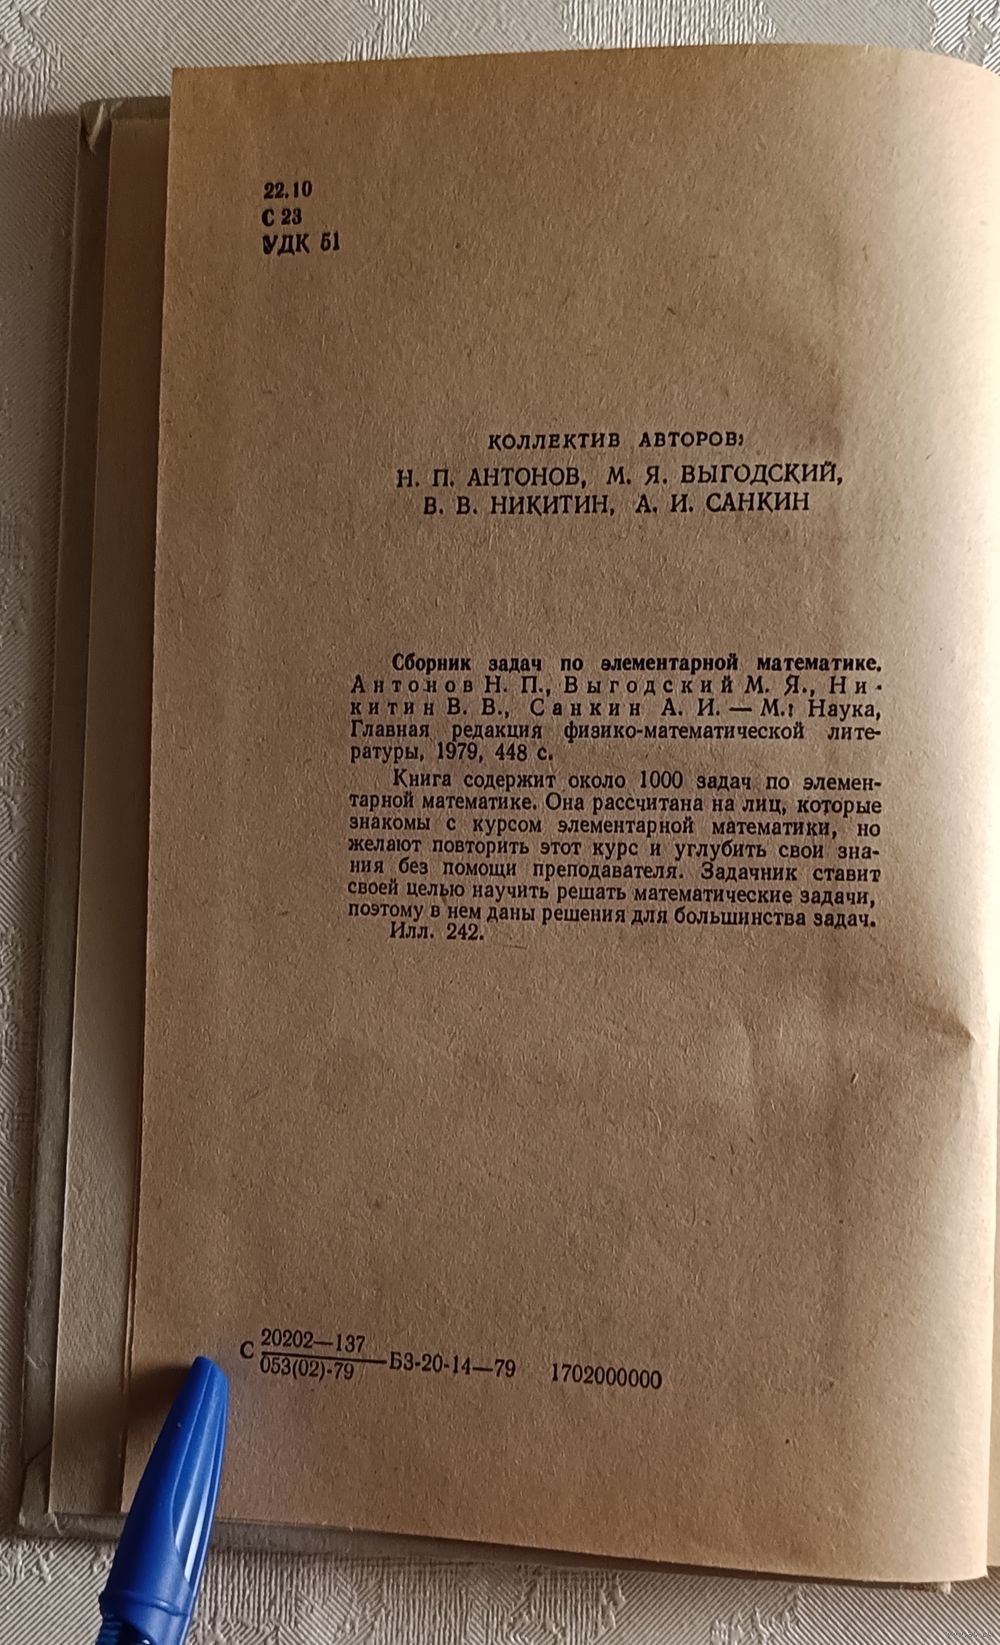 22.10
С 23
УДК 51
КОЛЛЕКТИВ АВТОРОВ:
Н. П. АНТОНОВ, М. Я. ВЫГОДСКИЙ,
В. В. НИКИТИН, А. И. САНКИН
Сборник задач по элементарной математике.
Антонов Н. П., Выгодский М. Я., Ни-
китин В. В., Санкин А. И. — М.: Наука,
Главная редакция физико-математической лите-
ратуры, 1979, 448 с.
Книга содержит около 1000 задач по элемен-
тарной математике. Она рассчитана на лиц, которые
знакомы с курсом элементарной математики, но
желают повторить этот курс и углубить свои зна-
ния без помощи преподавателя. Задачник ставит
своей целью научить решать математические задачи,
поэтому в нем даны решения для большинства задач.
Илл. 242.
С 20202—137
053(02)-79 БЗ-20-14—79 1702000000